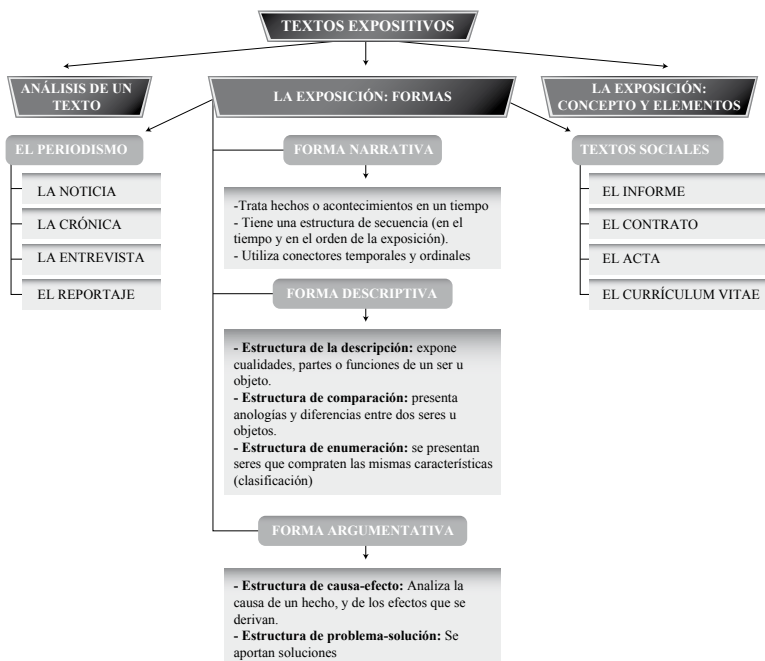 TEXTOS EXPOSITIVOS
ANÁLISIS DE UN
TEXTO
LA EXPOSICIÓN: FORMAS
LA EXPOSICIÓN:
CONCEPTO Y ELEMENTOS
EL PERIODISMO
LA NOTICIA
LA CRÓNICA
LA ENTREVISTA
EL REPORTAJE
FORMA NARRATIVA
-Trata hechos o acontecimientos en un tiempo
- Tiene una estructura de secuencia (en el
tiempo y en el orden de la exposición).
- Utiliza conectores temporales y ordinales
FORMA DESCRIPTIVA
- Estructura de la descripción: expone
cualidades, partes o funciones de un ser u
objeto.
- Estructura de comparación: presenta
anologías y diferencias entre dos seres u
objetos.
- Estructura de enumeración: se presentan
seres que compraten las mismas características
(clasificación)
FORMA ARGUMENTATIVA
- Estructura de causa-efecto: Analiza la
causa de un hecho, y de los efectos que se
derivan.
- Estructura de problema-solución: Se
aportan soluciones
TEXTOS SOCIALES
EL INFORME
EL CONTRATO
EL ACTA
EL CURRÍCULUM VITAE